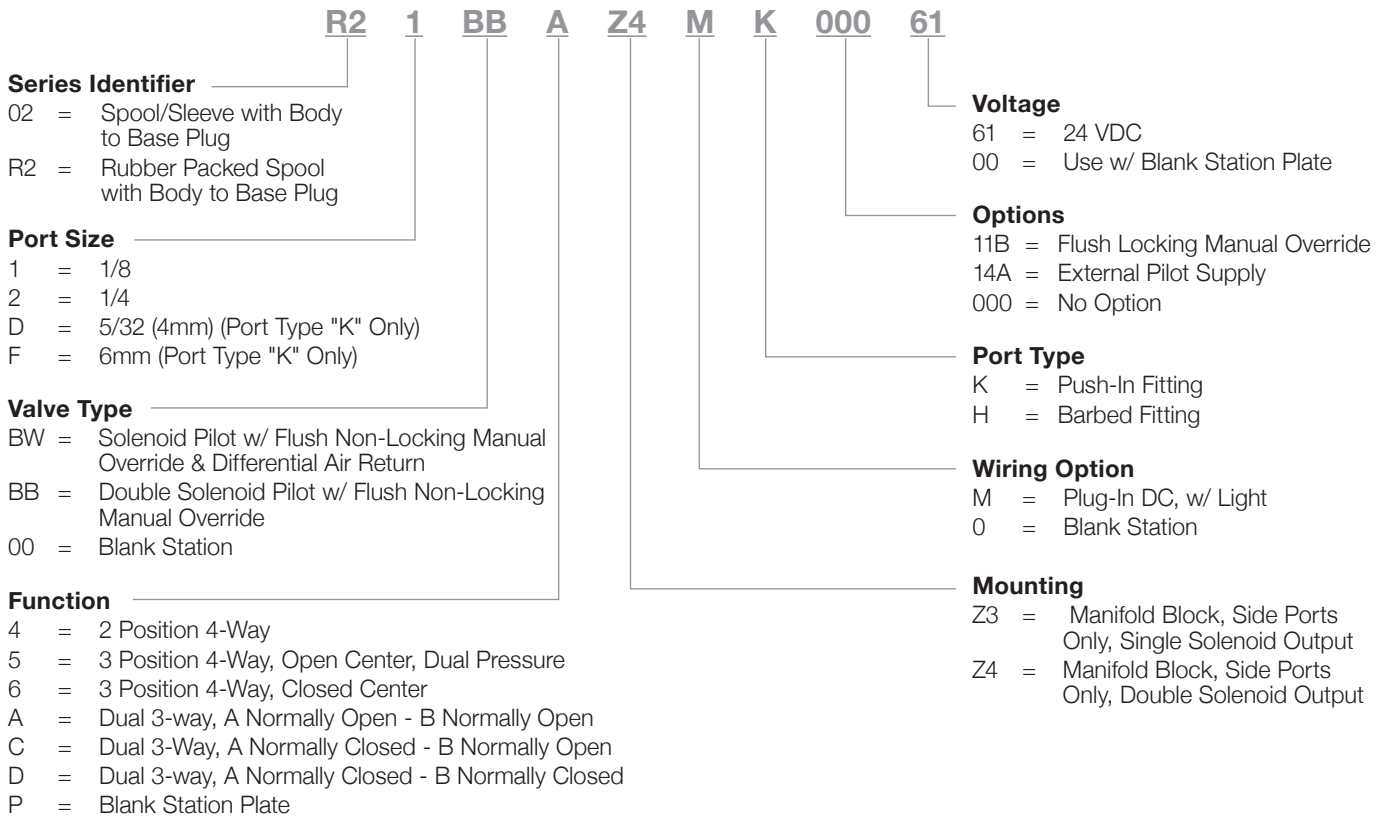 R2 1 BB A Z4 M K 000 61
Series Identifier
02 = Spool/Sleeve with Body
to Base Plug
R2 = Rubber Packed Spool
with Body to Base Plug
Port Size
1 = 1/8
2 = 1/4
D = 5/32 (4mm) (Port Type "K" Only)
F = 6mm (Port Type "K" Only)
Valve Type
BW = Solenoid Pilot w/ Flush Non-Locking Manual
Override & Differential Air Return
BB = Double Solenoid Pilot w/ Flush Non-Locking
Manual Override
00 = Blank Station
Function
4 = 2 Position 4-Way
5 = 3 Position 4-Way, Open Center, Dual Pressure
6 = 3 Position 4-Way, Closed Center
A = Dual 3-way, A Normally Open - B Normally Open
C = Dual 3-Way, A Normally Closed - B Normally Open
D = Dual 3-way, A Normally Closed - B Normally Closed
P = Blank Station Plate
Voltage
61 = 24 VDC
00 = Use w/ Blank Station Plate
Options
11B = Flush Locking Manual Override
14A = External Pilot Supply
000 = No Option
Port Type
K = Push-In Fitting
H = Barbed Fitting
Wiring Option
M = Plug-In DC, w/ Light
0 = Blank Station
Mounting
Z3 = Manifold Block, Side Ports
Only, Single Solenoid Output
Z4 = Manifold Block, Side Ports
Only, Double Solenoid Output